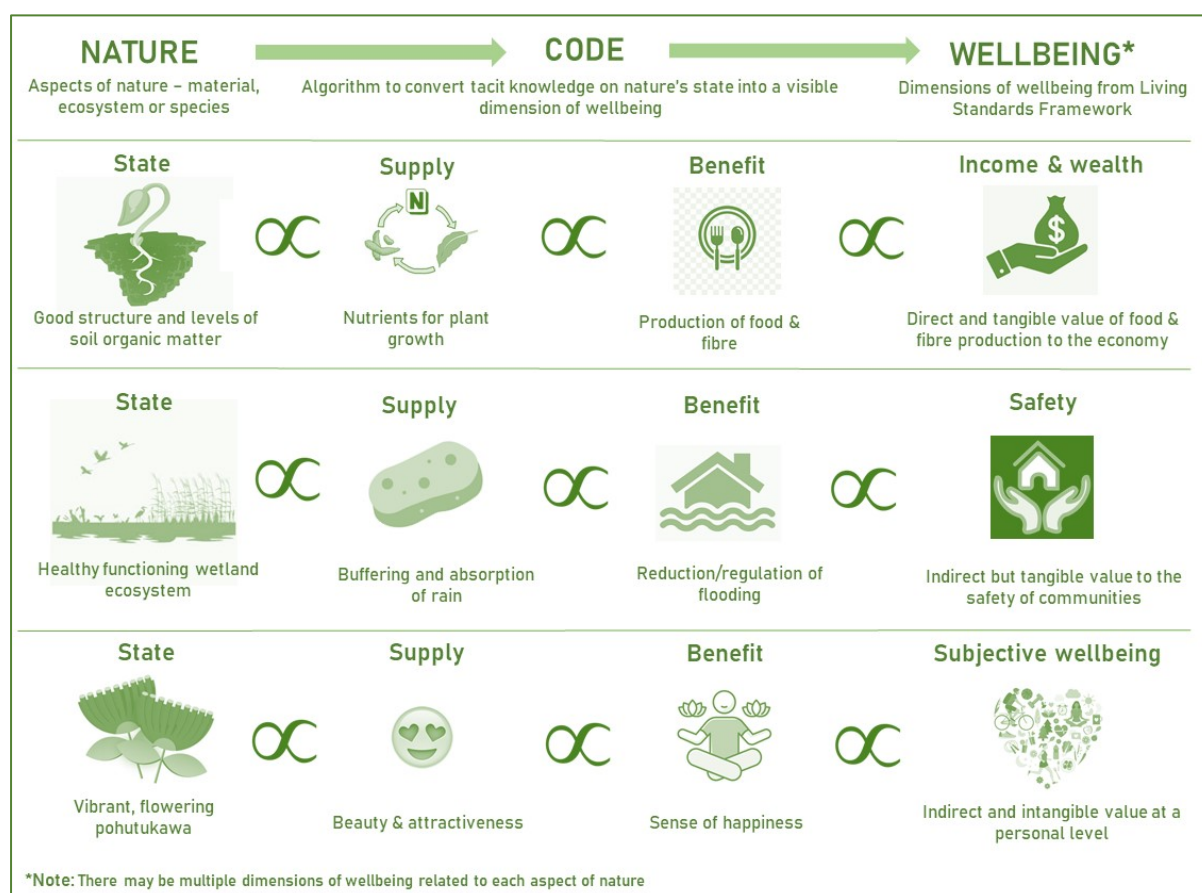 NATURE CODE WELLBEING*
Aspects of nature – material,
ecosystem or species
Algorithm to convert tacit knowledge on nature's state into a visible
dimension of wellbeing
Dimensions of wellbeing from Living
Standards Framework
State
Supply
Benefit
Income & wealth
∝ ∝ ∝
N
$
Good structure and levels of
soil organic matter
Nutrients for plant
growth
Production of food &
fibre
Direct and tangible value of food &
fibre production to the economy
State
Supply
Benefit
Safety
∝ ∝ ∝
Healthy functioning wetland
ecosystem
Buffering and absorption
of rain
Reduction/regulation of
flooding
Indirect but tangible value to the
safety of communities
State
Supply
Benefit
Subjective wellbeing
∝ ∝ ∝
Vibrant, flowering
pohutukawa
Beauty & attractiveness
Sense of happiness
Indirect and intangible value at a
personal level
*Note: There may be multiple dimensions of wellbeing related to each aspect of nature